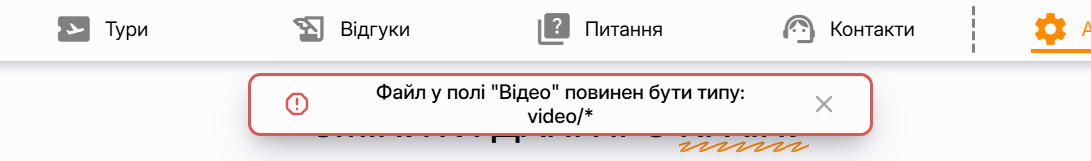 Тури
Відгуки
Питання
Контакти
Файл у полі "Відео" повинен бути типу:
video/*